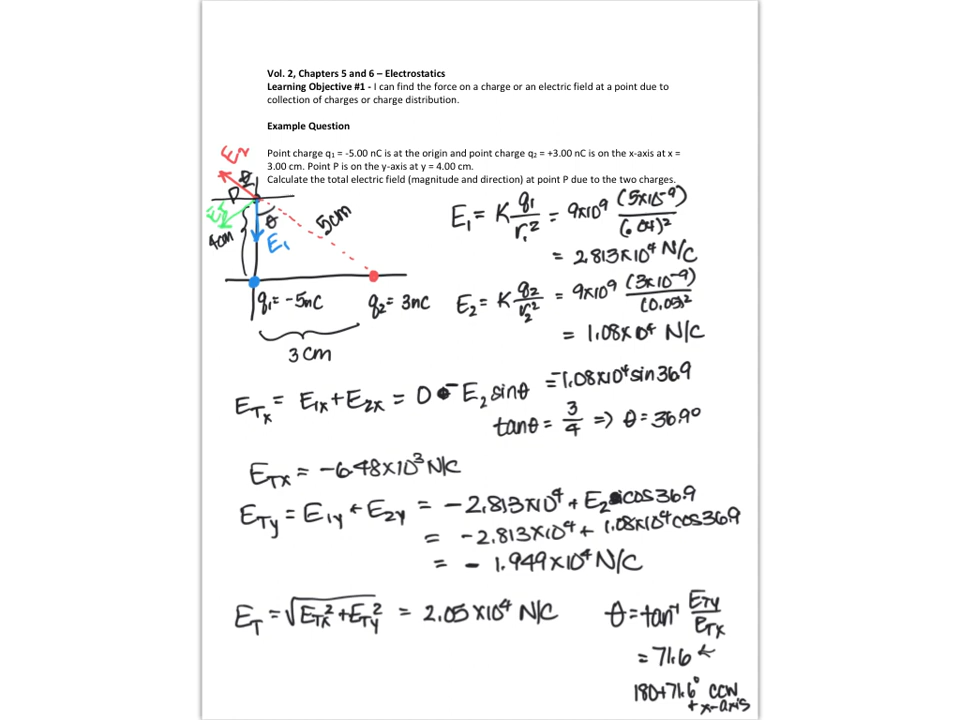 Vol. 2, Chapters 5 and 6 – Electrostatics
Learning Objective #1 - I can find the force on a charge or an electric field at a point due to
collection of charges or charge distribution.
Example Question
Point charge q₁ = -5.00 nC is at the origin and point charge q₂ = +3.00 nC is on the x-axis at x =
3.00 cm. Point P is on the y-axis at y = 4.00 cm.
Calculate the total electric field (magnitude and direction) at point P due to the two charges.
E₂
θ
P
θ
5cm
4cm
E₁
q₁= -5nC
q₂= 3nC
3 cm
E₁ = K q₁/r₁² = 9x10⁹ (5x10⁻⁹)/(.04)²
= 2.813x10⁴ N/C
E₂ = K q₂/r₂² = 9x10⁹ (3x10⁻⁹)/(0.05)²
= 1.08x10⁴ N/C
E_Tx = E₁x + E₂x = 0 - E₂ sinθ = -1.08x10⁴ sin 36.9
tanθ = 3/4 => θ = 36.9°
E_Tx = -6.48x10³ N/C
E_Ty = E₁y + E₂y = -2.813x10⁴ + E₂ cos 36.9
= -2.813x10⁴ + 1.08x10⁴ cos 36.9
= - 1.949x10⁴ N/C
E_T = √E_Tx² + E_Ty² = 2.05 x10⁴ N/C
θ = tan⁻¹ E_Ty/E_Tx
= 71.6 ←
180+71.6° CCW
+ x-axis